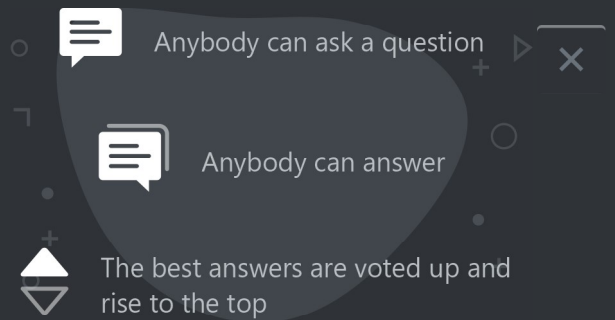 Anybody can ask a question
Anybody can answer
The best answers are voted up and
rise to the top